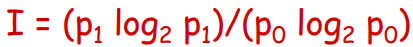 I = (p₁ log₂ p₁)/(p₀ log₂ p₀)